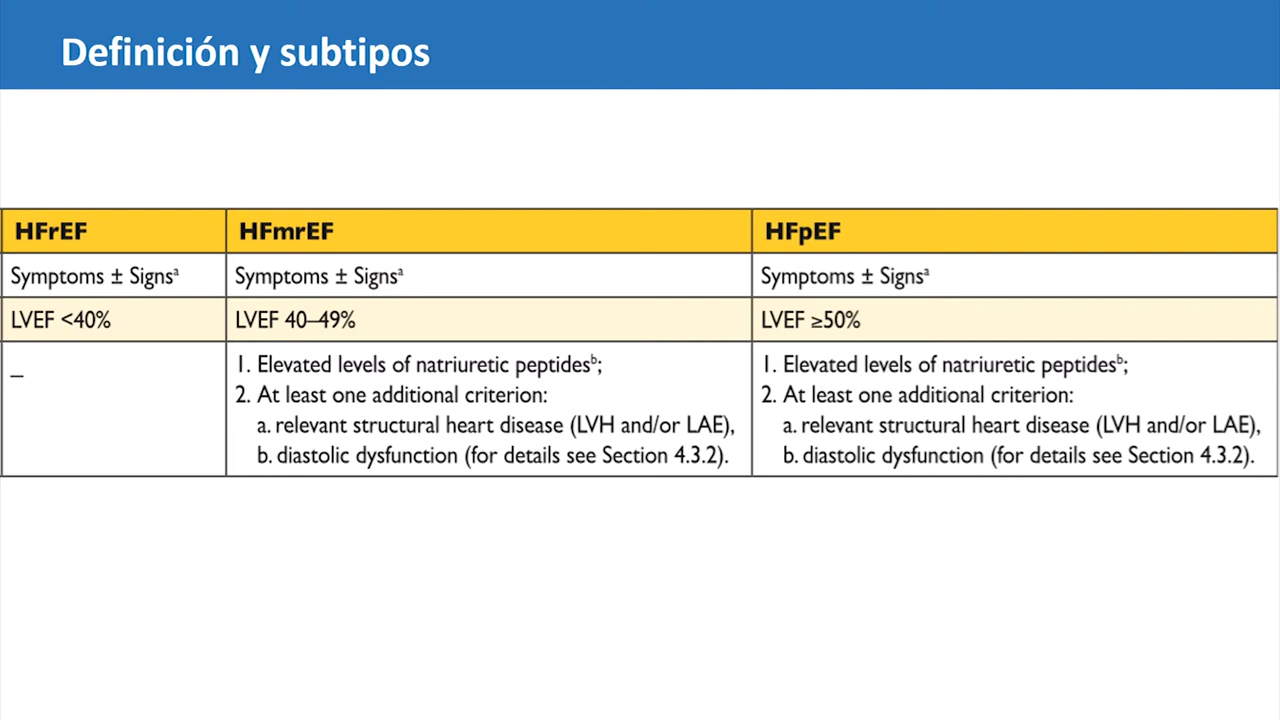 Definición y subtipos
HFrEF HFmrEF HFpEF
Symptoms ± Signsᵃ Symptoms ± Signsᵃ Symptoms ± Signsᵃ
LVEF <40% LVEF 40–49% LVEF ≥50%
– 1. Elevated levels of natriuretic peptidesᵇ; 1. Elevated levels of natriuretic peptidesᵇ;
2. At least one additional criterion: 2. At least one additional criterion:
a. relevant structural heart disease (LVH and/or LAE), a. relevant structural heart disease (LVH and/or LAE),
b. diastolic dysfunction (for details see Section 4.3.2). b. diastolic dysfunction (for details see Section 4.3.2).